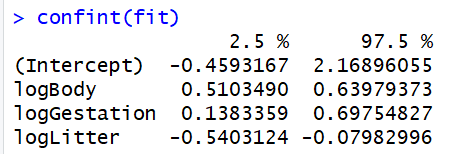 > confint(fit)
2.5 % 97.5 %
(Intercept) -0.4593167 2.16896055
logBody 0.5103490 0.63979373
logGestation 0.1383359 0.69754827
logLitter -0.5403124 -0.07982996